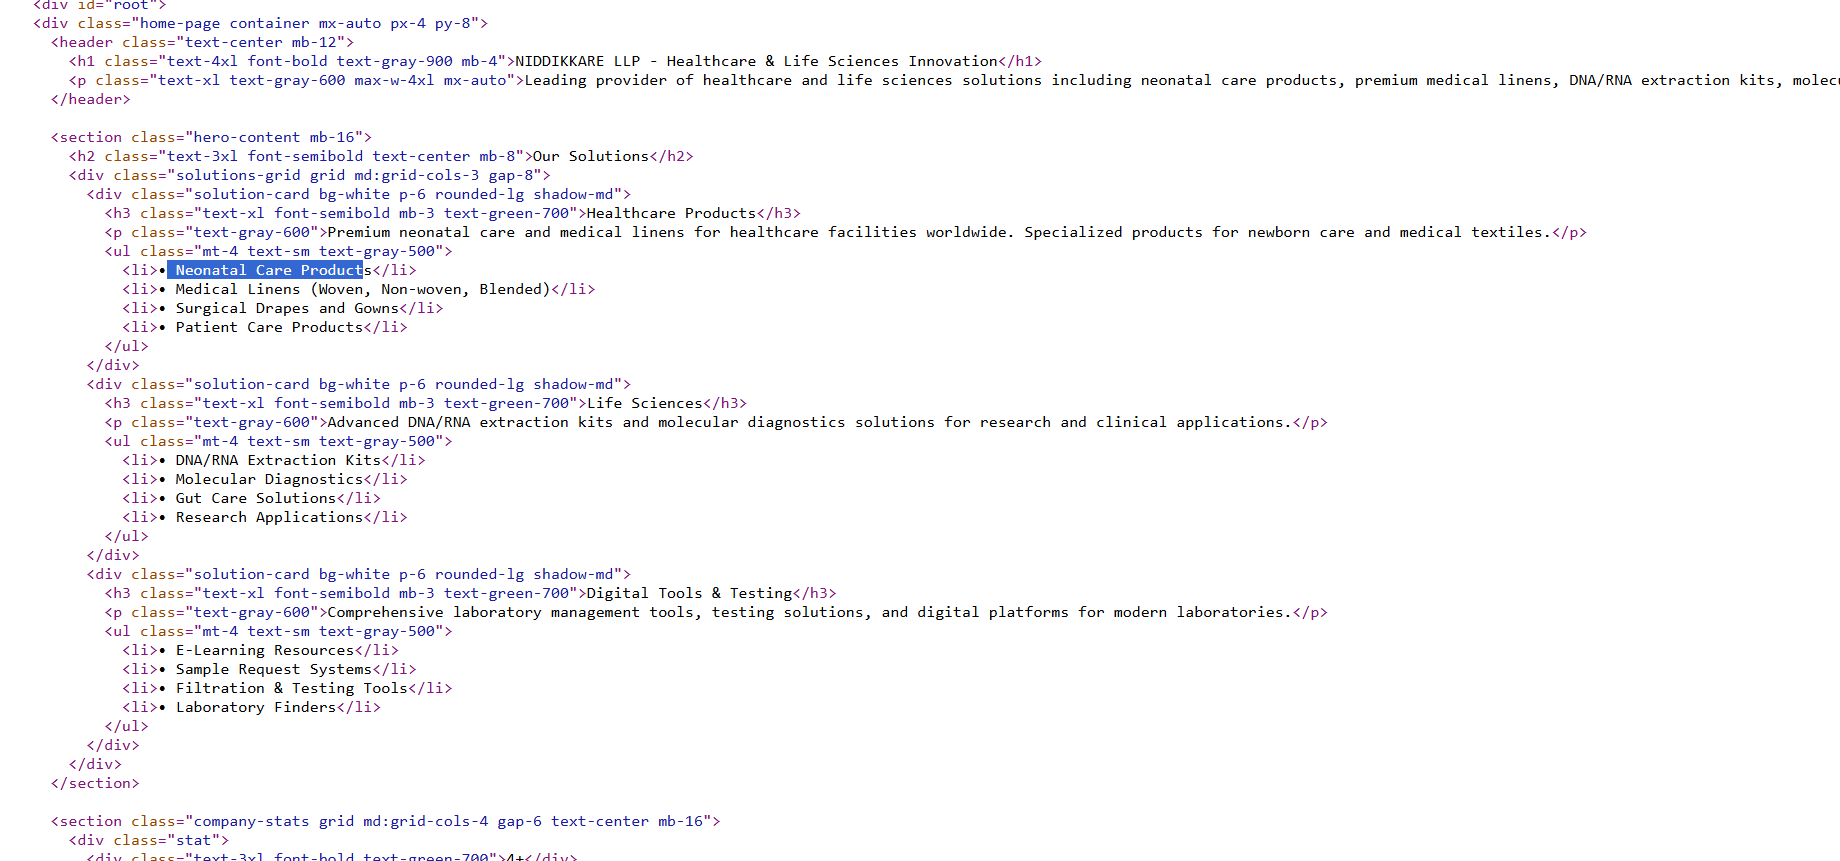 <div id="root">
<div class="home-page container mx-auto px-4 py-8">
<header class="text-center mb-12">
<h1 class="text-4xl font-bold text-gray-900 mb-4">NIDDIKKARE LLP - Healthcare & Life Sciences Innovation</h1>
<p class="text-xl text-gray-600 max-w-4xl mx-auto">Leading provider of healthcare and life sciences solutions including neonatal care products, premium medical linens, DNA/RNA extraction kits, molec
</header>
<section class="hero-content mb-16">
<h2 class="text-3xl font-semibold text-center mb-8">Our Solutions</h2>
<div class="solutions-grid grid md:grid-cols-3 gap-8">
<div class="solution-card bg-white p-6 rounded-lg shadow-md">
<h3 class="text-xl font-semibold mb-3 text-green-700">Healthcare Products</h3>
<p class="text-gray-600">Premium neonatal care and medical linens for healthcare facilities worldwide. Specialized products for newborn care and medical textiles.</p>
<ul class="mt-4 text-sm text-gray-500">
<li>• Neonatal Care Products</li>
<li>• Medical Linens (Woven, Non-woven, Blended)</li>
<li>• Surgical Drapes and Gowns</li>
<li>• Patient Care Products</li>
</ul>
</div>
<div class="solution-card bg-white p-6 rounded-lg shadow-md">
<h3 class="text-xl font-semibold mb-3 text-green-700">Life Sciences</h3>
<p class="text-gray-600">Advanced DNA/RNA extraction kits and molecular diagnostics solutions for research and clinical applications.</p>
<ul class="mt-4 text-sm text-gray-500">
<li>• DNA/RNA Extraction Kits</li>
<li>• Molecular Diagnostics</li>
<li>• Gut Care Solutions</li>
<li>• Research Applications</li>
</ul>
</div>
<div class="solution-card bg-white p-6 rounded-lg shadow-md">
<h3 class="text-xl font-semibold mb-3 text-green-700">Digital Tools & Testing</h3>
<p class="text-gray-600">Comprehensive laboratory management tools, testing solutions, and digital platforms for modern laboratories.</p>
<ul class="mt-4 text-sm text-gray-500">
<li>• E-Learning Resources</li>
<li>• Sample Request Systems</li>
<li>• Filtration & Testing Tools</li>
<li>• Laboratory Finders</li>
</ul>
</div>
</div>
</section>
<section class="company-stats grid md:grid-cols-4 gap-6 text-center mb-16">
<div class="stat">
<div class="text-3xl font-bold text-green-700">4+</div>